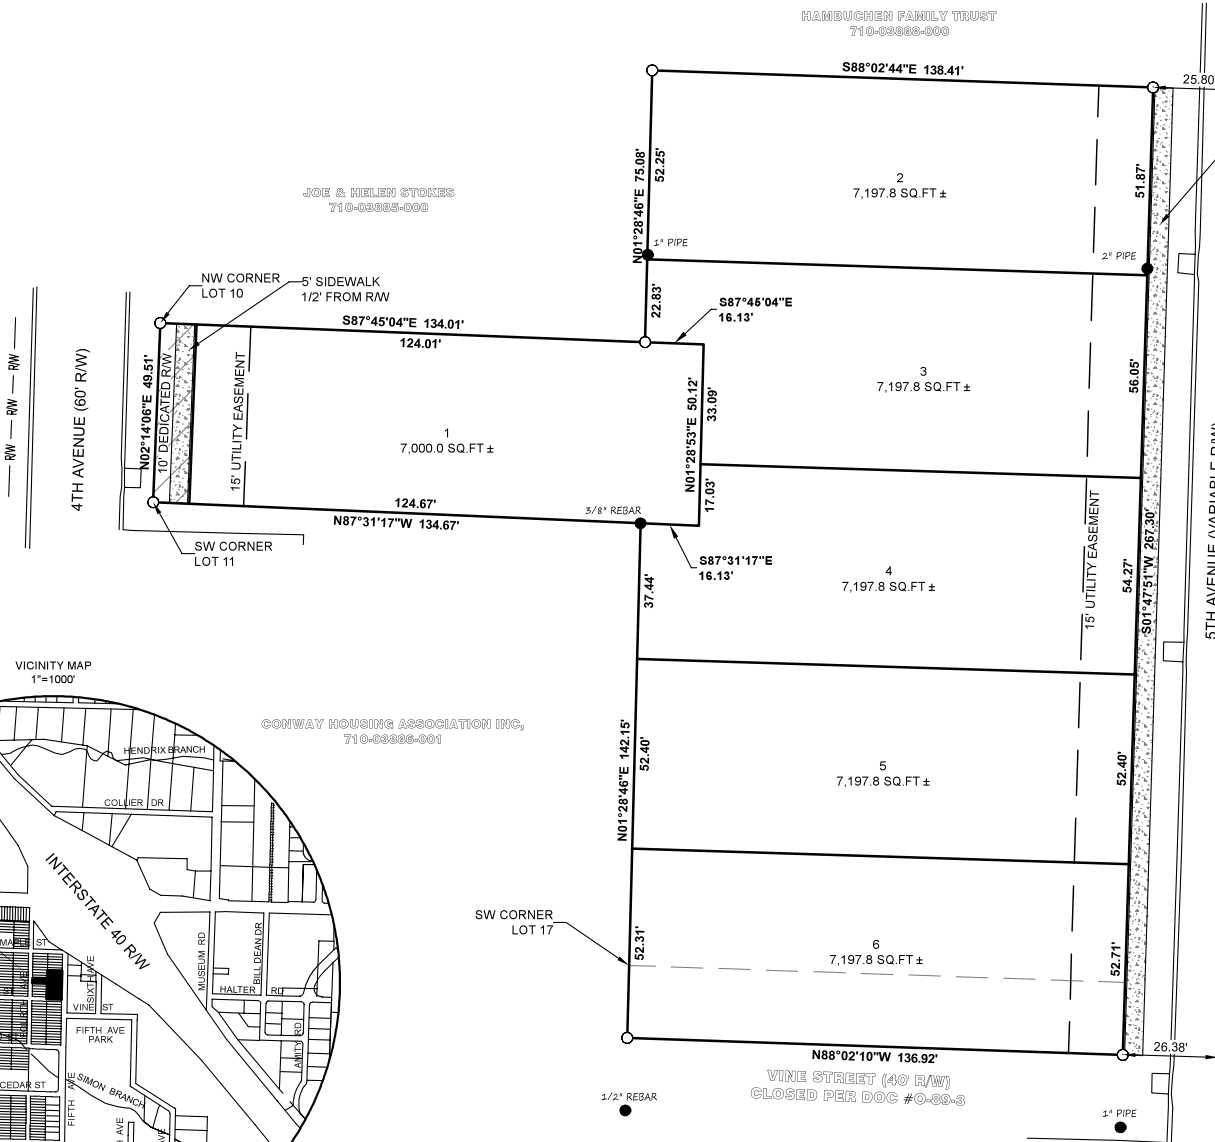 HAMBUCHEN FAMILY TRUST
710-03888-000
S88°02'44"E 138.41'
25.80
N01°28'46"E 75.08'
52.25'
2
7,197.8 SQ.FT ±
51.87'
JOE & HELEN STOKES
710-03885-000
1" PIPE
2" PIPE
NW CORNER
LOT 10
5' SIDEWALK
1/2' FROM R/W
22.83'
S87°45'04"E
16.13'
S87°45'04"E 134.01'
124.01'
R/W
R/W
R/W
4TH AVENUE (60' R/W)
N02°14'06"E 49.51'
10' DEDICATED R/W
15' UTILITY EASEMENT
1
7,000.0 SQ.FT ±
N01°28'53"E 50.12'
33.09'
3
7,197.8 SQ.FT ±
56.05'
17.03'
124.67'
N87°31'17"W 134.67'
3/8" REBAR
SW CORNER
LOT 11
S87°31'17"E
16.13'
37.44'
4
7,197.8 SQ.FT ±
15' UTILITY EASEMENT
54.27'
S01°47'51"W 267.30'
5TH AVENUE (VARIABLE R/W)
VICINITY MAP
1"=1000'
CONWAY HOUSING ASSOCIATION INC,
710-03886-001
N01°28'46"E 142.15'
52.40'
5
7,197.8 SQ.FT ±
52.40'
HENDRIX BRANCH
COLLIER DR
INTERSTATE 40 R/W
MAPLE ST
SIXTH AVE
MUSEUM RD
BILL DEAN DR
HALTER RD
VINE ST
FIFTH AVE
PARK
AMITY RD
CEDAR ST
SIMON BRANCH
FIFTH AVE
SW CORNER
LOT 17
52.31'
6
7,197.8 SQ.FT ±
52.71'
N88°02'10"W 136.92'
26.38'
VINE STREET (40' R/W)
CLOSED PER DOC #O-89-3
1/2" REBAR
1" PIPE